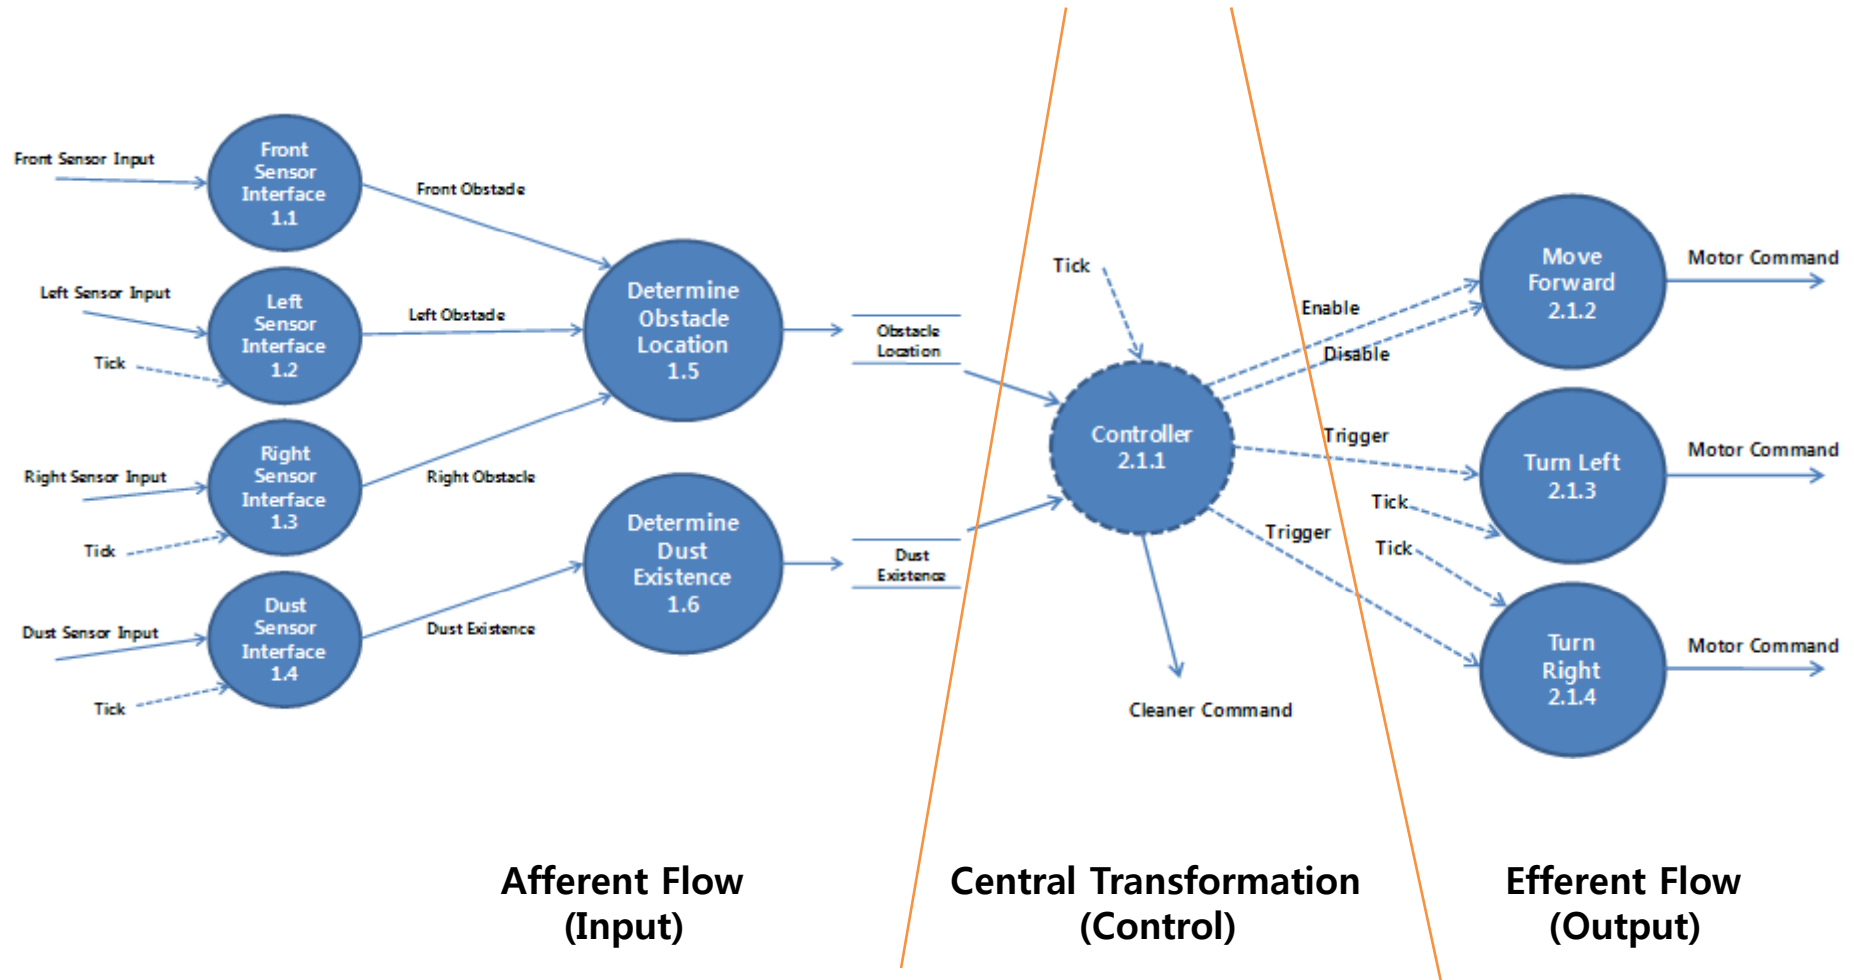 Front Sensor Input
Front
Sensor
Interface
1.1
Front Obstacle
Left Sensor Input
Tick
Left
Sensor
Interface
1.2
Left Obstacle
Right Sensor Input
Tick
Right
Sensor
Interface
1.3
Right Obstacle
Dust Sensor Input
Tick
Dust
Sensor
Interface
1.4
Dust Existence
Determine
Obstacle
Location
1.5
Determine
Dust
Existence
1.6
Obstacle
Location
Dust
Existence
Tick
Controller
2.1.1
Cleaner Command
Enable
Disable
Trigger
Trigger
Tick
Tick
Move
Forward
2.1.2
Motor Command
Turn Left
2.1.3
Motor Command
Turn
Right
2.1.4
Motor Command
Afferent Flow
(Input)
Central Transformation
(Control)
Efferent Flow
(Output)